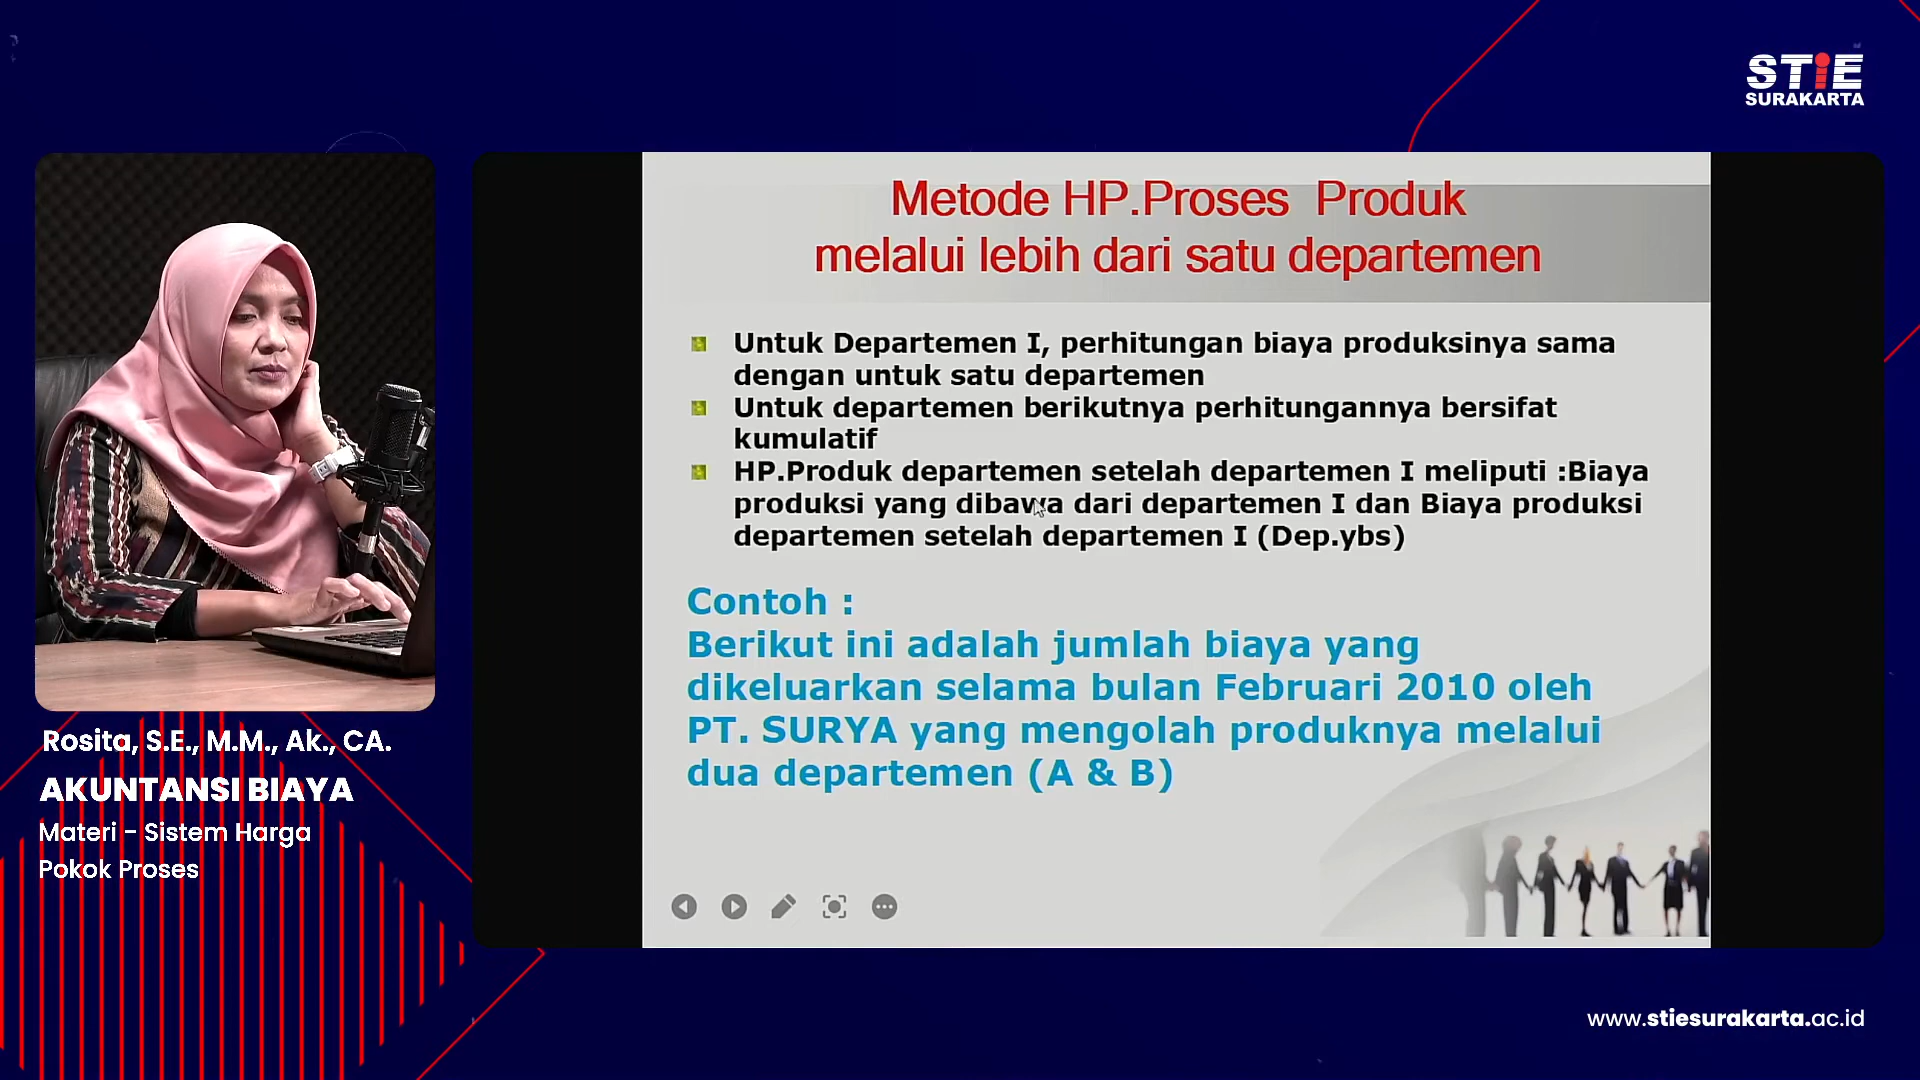 STiE
SURAKARTA
Metode HP.Proses Produk
melalui lebih dari satu departemen
Untuk Departemen I, perhitungan biaya produksinya sama
dengan untuk satu departemen
Untuk departemen berikutnya perhitungannya bersifat
kumulatif
HP.Produk departemen setelah departemen I meliputi :Biaya
produksi yang dibawa dari departemen I dan Biaya produksi
departemen setelah departemen I (Dep.ybs)
Contoh :
Berikut ini adalah jumlah biaya yang
dikeluarkan selama bulan Februari 2010 oleh
PT. SURYA yang mengolah produknya melalui
dua departemen (A & B)
Rosita, S.E., M.M., Ak., CA.
AKUNTANSI BIAYA
Materi - Sistem Harga
Pokok Proses
www.stiesurakarta.ac.id